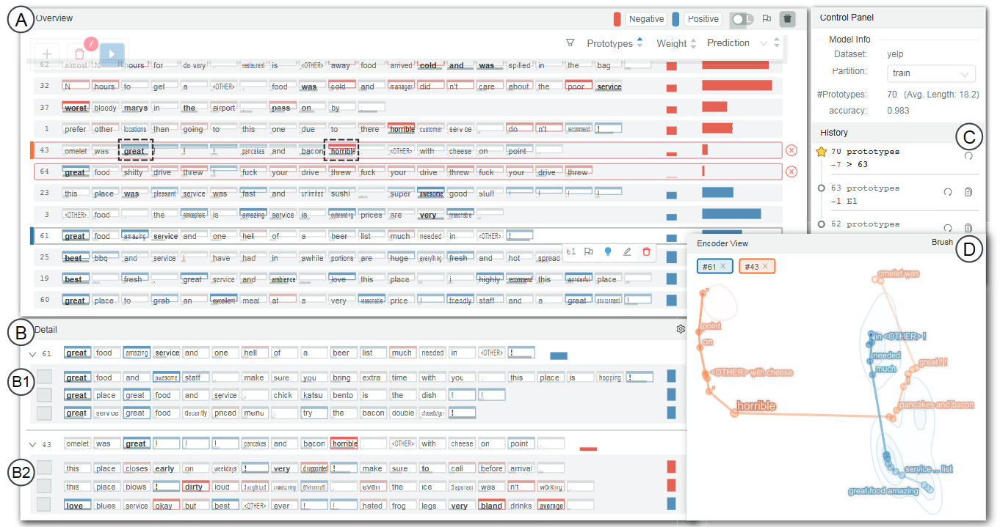 A Overview Negative Positive L
7 Prototypes Weight Prediction
62 almost N hours for de very . restaurant is <OTHER> away food arrived cold and was spilled in the bag .
32 N hours to get a <OTHER> . food was cold and manager did n't care about the poor service
37 worst bloody marys in the airport . pass on by .
1 prefer other locations than going to this one due to there horrible customer service . do n't recommend !
43 omelet was great ! ! ! pancakes and bacon horrible . <OTHER> with cheese on point .
64 great food shitty drive threw ! fuck your drive threw fuck your drive threw fuck your drive threw
23 this place was pleasant service was fast and unlimited sushi . super awesome good stuff ! ! ! !
3 <OTHER> food . the atmosphere is amazing service is outstanding prices are very reasonable .
61 great food amazing service and one hell of a beer list much needed in <OTHER> !
61
25 best bbq and service i have had in awhile portions are huge everything fresh and hot spread
19 best . fresh . great service and ambience . love this place . i highly recommend this wonderful place .
60 great place to grab an excellent meal at a very reasonable price ! friendly staff and a great environment !
Control Panel
Model Info
Dataset: yelp
Partition: train
#Prototypes: 70 (Avg. Length: 18.2)
accuracy: 0.983
History
C
70 prototypes
−7 > 63
63 prototypes
−1 E1
62 prototypes
B Detail
61 great food amazing service and one hell of a beer list much needed in <OTHER> !
B1
great food and awesome staff . make sure you bring extra time with you . this place is hopping !
great place great food and service . chick katsu bento is the dish ! !
great service great food decently priced menu . try the bacon double cheeseburger !
43 omelet was great ! ! ! pancakes and bacon horrible . <OTHER> with cheese on point .
B2
this place closes early on weekdays ! very disappointed ! make sure to call before arrival .
this place blows ! dirty loud disorganized unwelcoming environment . even the ice dispenser was n't working .
love blues service okay but best <OTHER> ever ! ! hated frog legs very bland drinks average .
Encoder View Brush
D
#61 #43
omelet was
point
on
<OTHER> with cheese
horrible
in <OTHER> !
needed
much
great ! !
!
pancakes and bacon
service ... list
great food amazing